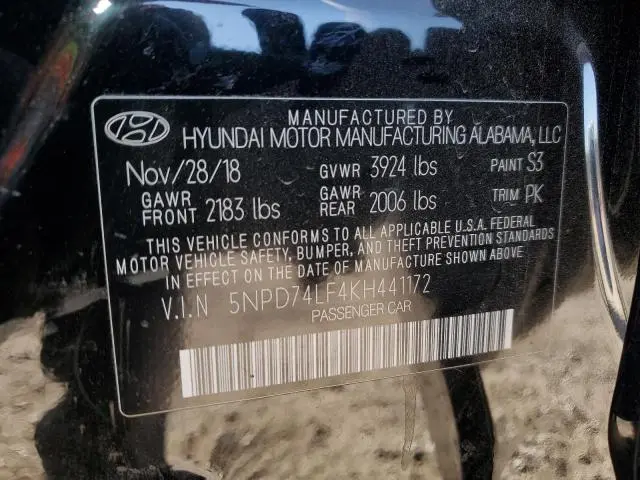 MANUFACTURED BY
HYUNDAI MOTOR MANUFACTURING ALABAMA, LLC
Nov/28/18 GVWR 3924 lbs PAINT S3
GAWR FRONT 2183 lbs GAWR REAR 2006 lbs TRIM PK
THIS VEHICLE CONFORMS TO ALL APPLICABLE U.S.A. FEDERAL
MOTOR VEHICLE SAFETY, BUMPER, AND THEFT PREVENTION STANDARDS
IN EFFECT ON THE DATE OF MANUFACTURE SHOWN ABOVE.
V.I.N 5NPD74LF4KH441172
PASSENGER CAR